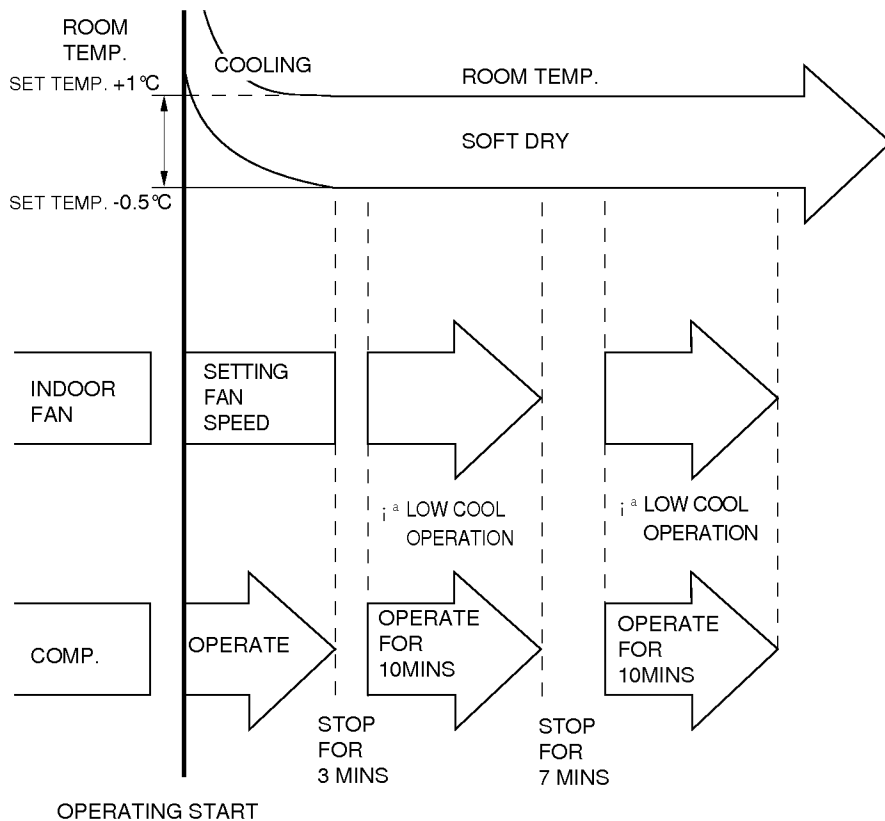 ROOM
TEMP.
COOLING
ROOM TEMP.
SET TEMP. +1°C
SOFT DRY
SET TEMP. -0.5°C
INDOOR
FAN
SETTING
FAN
SPEED
¡ª LOW COOL
OPERATION
¡ª LOW COOL
OPERATION
COMP.
OPERATE
OPERATE
FOR
10MINS
OPERATE
FOR
10MINS
STOP
FOR
3 MINS
STOP
FOR
7 MINS
OPERATING START